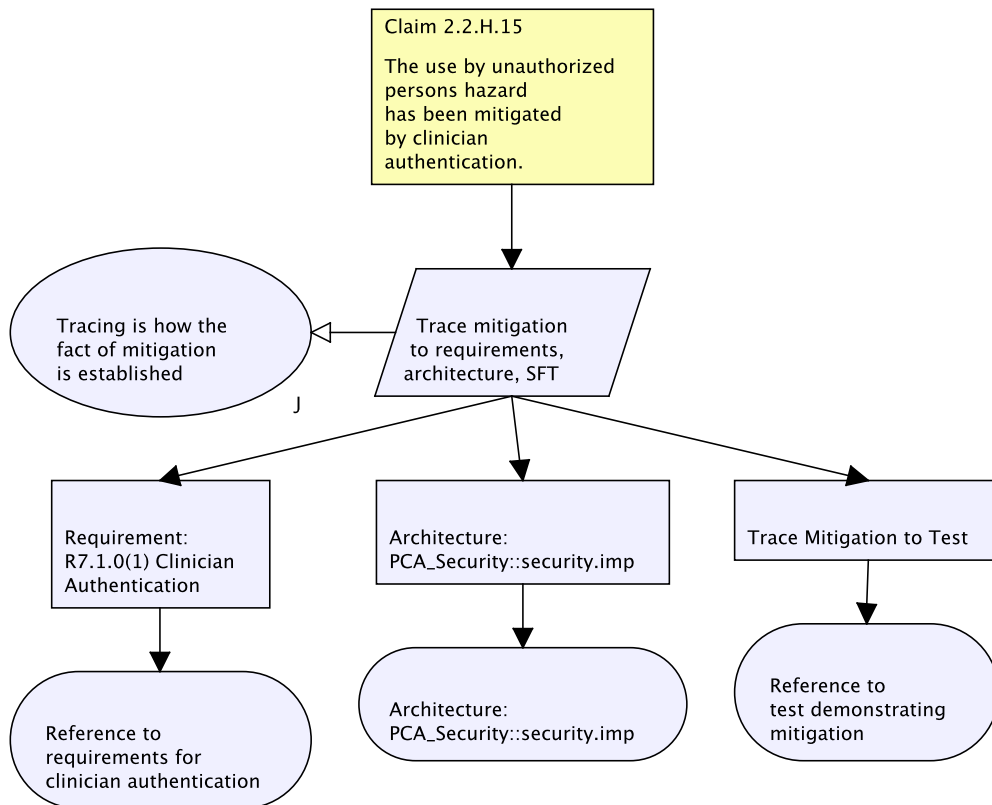 Claim 2.2.H.15
The use by unauthorized
persons hazard
has been mitigated
by clinician
authentication.
Tracing is how the
fact of mitigation
is established
J
Trace mitigation
to requirements,
architecture, SFT
Requirement:
R7.1.0(1) Clinician
Authentication
Architecture:
PCA_Security::security.imp
Trace Mitigation to Test
Reference to
requirements for
clinician authentication
Architecture:
PCA_Security::security.imp
Reference to
test demonstrating
mitigation